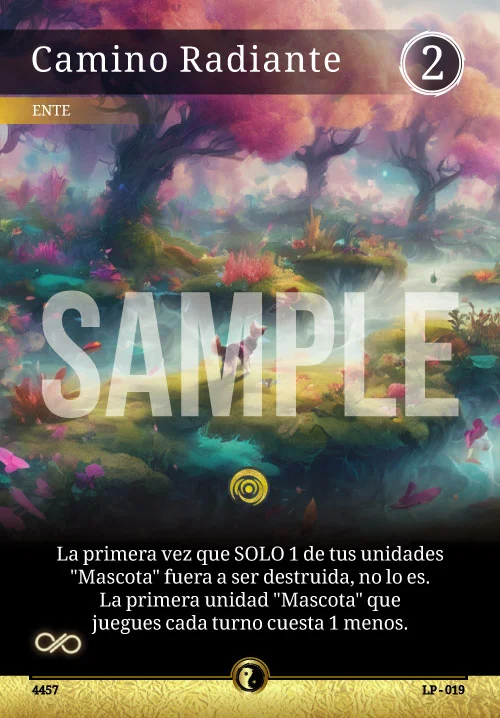 Camino Radiante
2
ENTE
SAMPLE
La primera vez que SOLO 1 de tus unidades
"Mascota" fuera a ser destruida, no lo es.
La primera unidad "Mascota" que
juegues cada turno cuesta 1 menos.
4457
LP - 019